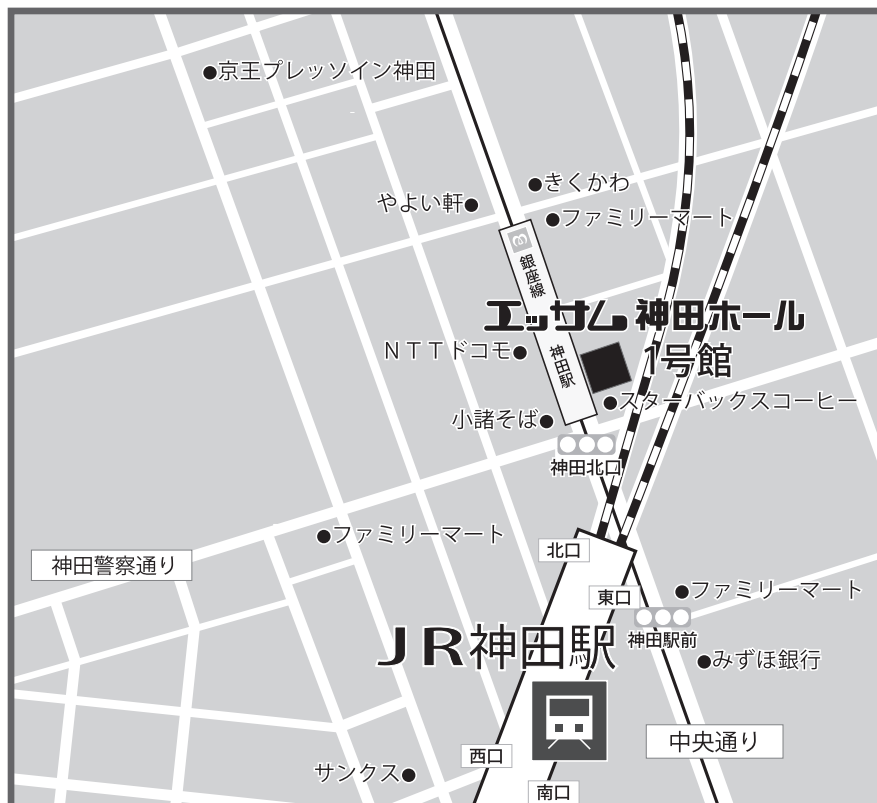 京王プレッソイン神田
きくかわ
やよい軒
ファミリーマート
銀座線
エッサム神田ホール
1号館
NTTドコモ
神田駅
スターバックスコーヒー
小諸そば
神田北口
ファミリーマート
北口
神田警察通り
ファミリーマート
東口
神田駅前
JR神田駅
みずほ銀行
中央通り
西口
サンクス
南口